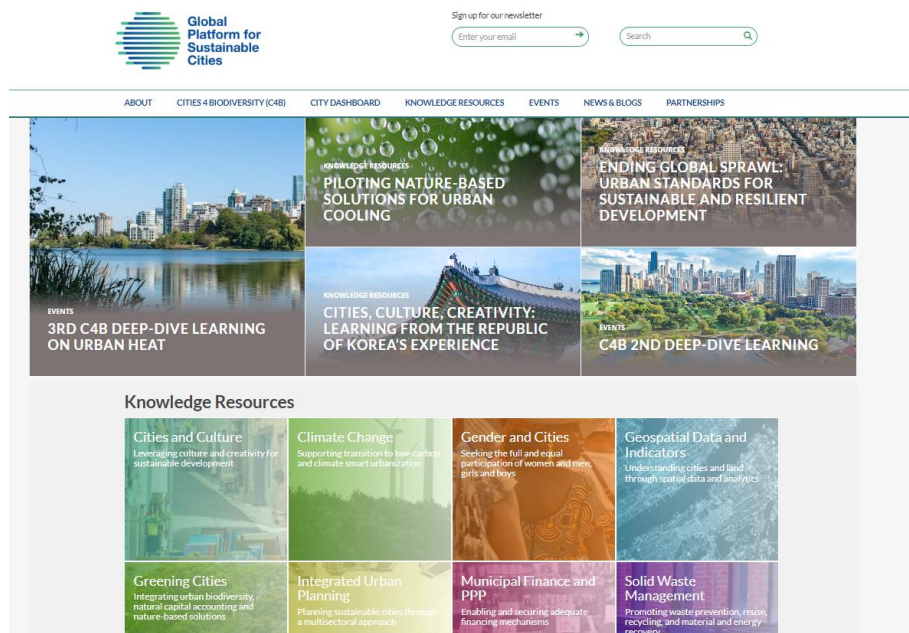 Global
Platform for
Sustainable
Cities
Sign up for our newsletter
Enter your email
Search
ABOUT
CITIES 4 BIODIVERSITY (C4B)
CITY DASHBOARD
KNOWLEDGE RESOURCES
EVENTS
NEWS & BLOGS
PARTNERSHIPS
EVENTS
3RD C4B DEEP-DIVE LEARNING
ON URBAN HEAT
KNOWLEDGE RESOURCES
PILOTING NATURE-BASED
SOLUTIONS FOR URBAN
COOLING
KNOWLEDGE RESOURCES
ENDING GLOBAL SPRAWL:
URBAN STANDARDS FOR
SUSTAINABLE AND RESILIENT
DEVELOPMENT
KNOWLEDGE RESOURCES
CITIES, CULTURE, CREATIVITY:
LEARNING FROM THE REPUBLIC
OF KOREA'S EXPERIENCE
EVENTS
C4B 2ND DEEP-DIVE LEARNING
Knowledge Resources
Cities and Culture
Leveraging culture and creativity for
sustainable development
Climate Change
Supporting transition to low-carbon
and climate smart urbanization
Gender and Cities
Seeking the full and equal
participation of women and men,
girls and boys
Geospatial Data and
Indicators
Understanding cities and land
through spatial data and analytics
Greening Cities
Integrating urban biodiversity,
natural capital accounting and
nature-based solutions
Integrated Urban
Planning
Planning sustainable cities through
a multisectoral approach
Municipal Finance and
PPP
Enabling and securing adequate
financing mechanisms
Solid Waste
Management
Promoting waste prevention, reuse,
recycling, and material and energy
recovery